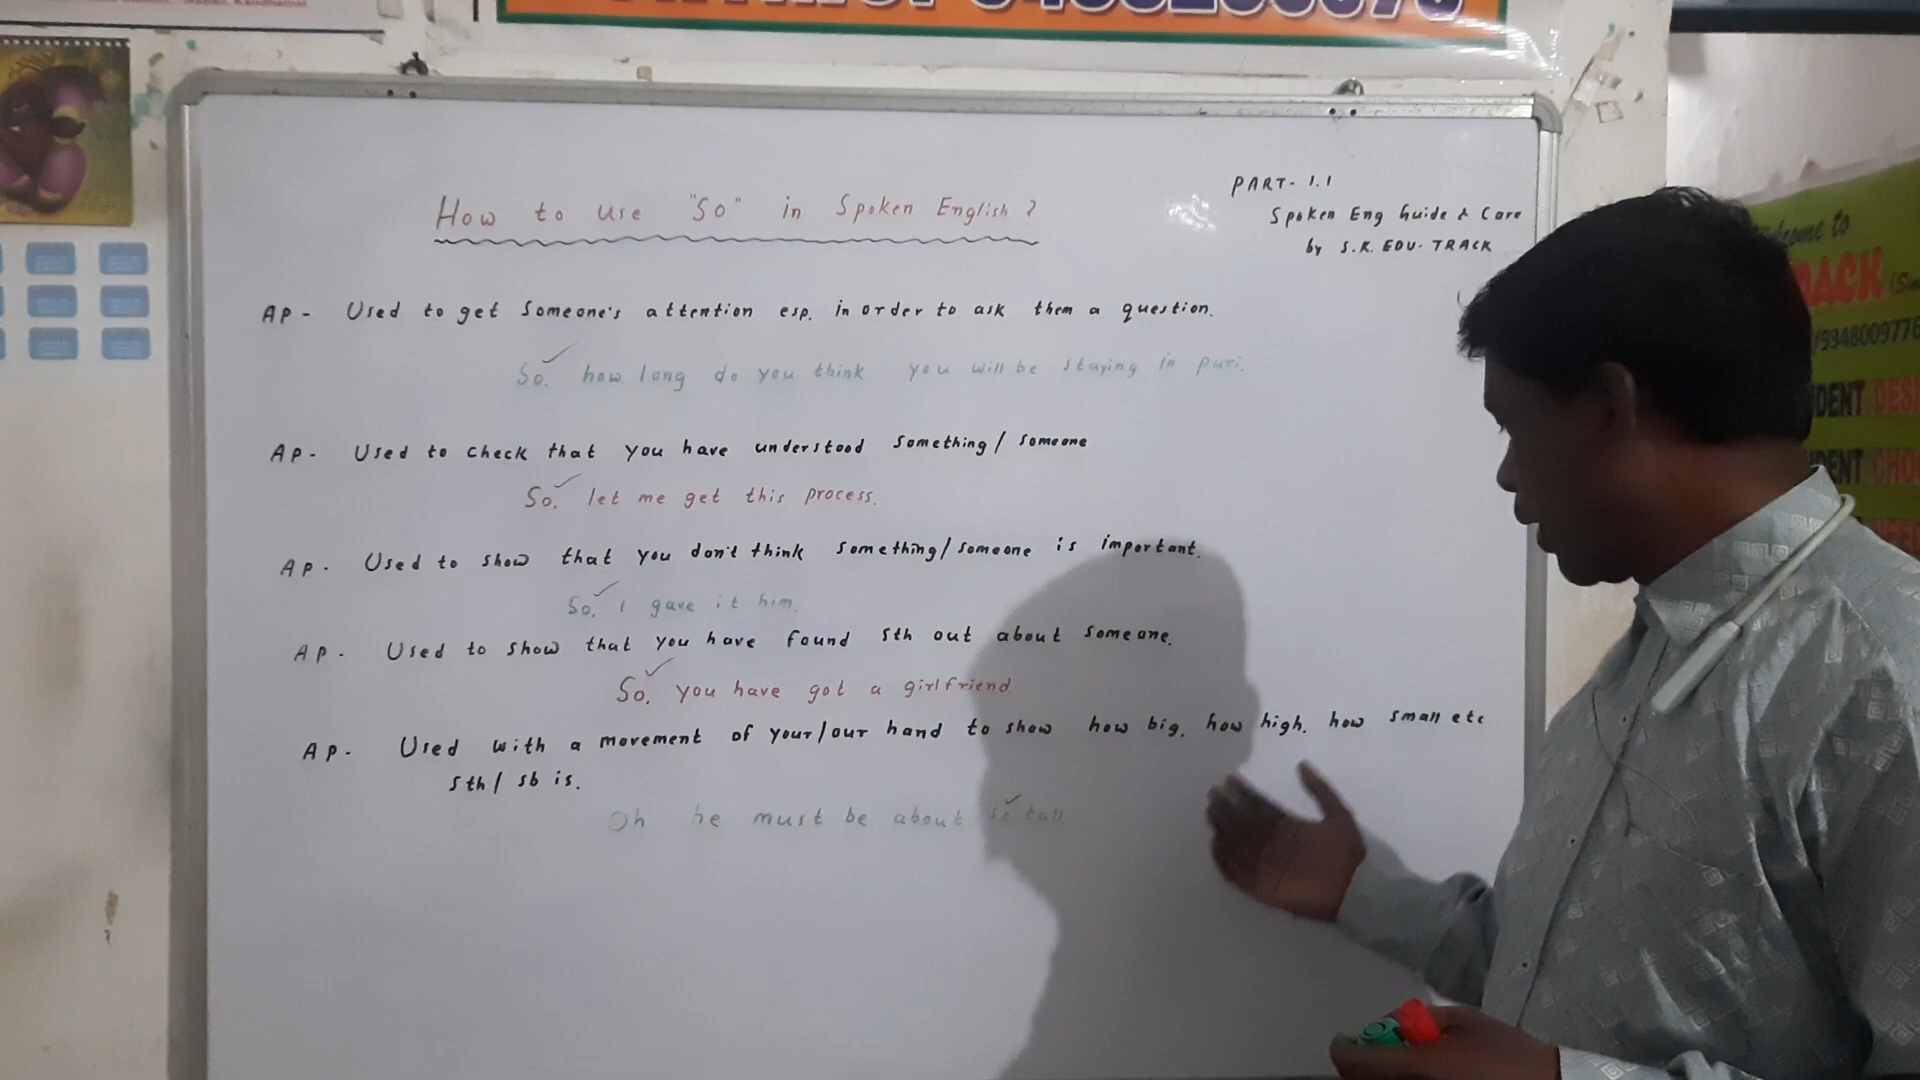 How to use "So" in Spoken English?
PART- 1.1
Spoken Eng Guide & Care
by S.K. EDU. TRACK
AP - Used to get someone's attention esp. in order to ask them a question.
So, how long do you think you will be staying in puri.
AP - Used to check that you have understood something/someone
So, let me get this process.
AP - Used to show that you don't think something/someone is important.
So, I gave it him.
AP - Used to show that you have found sth out about someone.
So, you have got a girlfriend
AP - Used with a movement of your/our hand to show how big, how high, how small etc
sth/ sb is.
Oh he must be about so tall
Welcome to